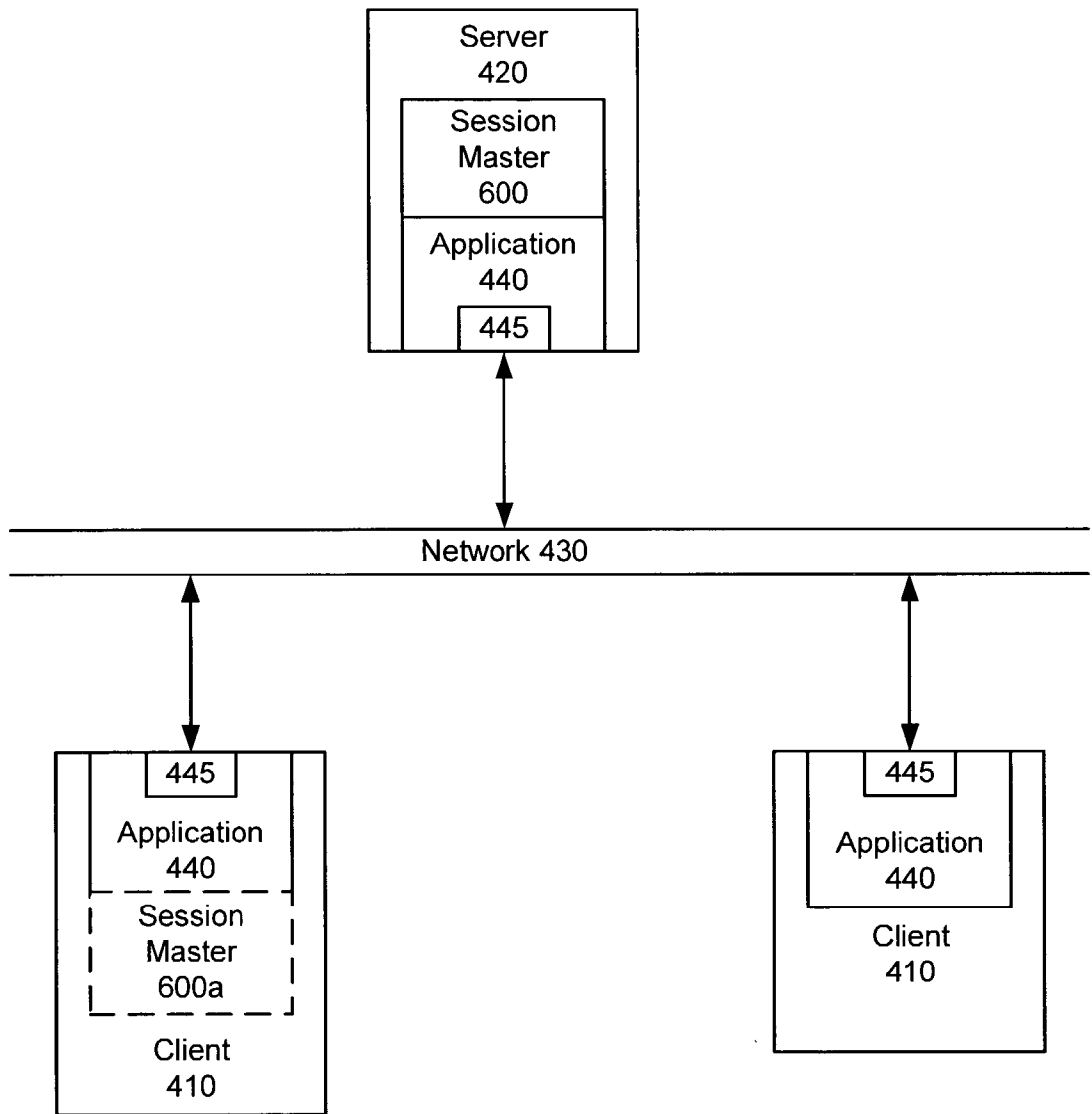 Server
420
Session
Master
600
Application
440
445
Network 430
445
Application
440
Session
Master
600a
Client
410
445
Application
440
Client
410